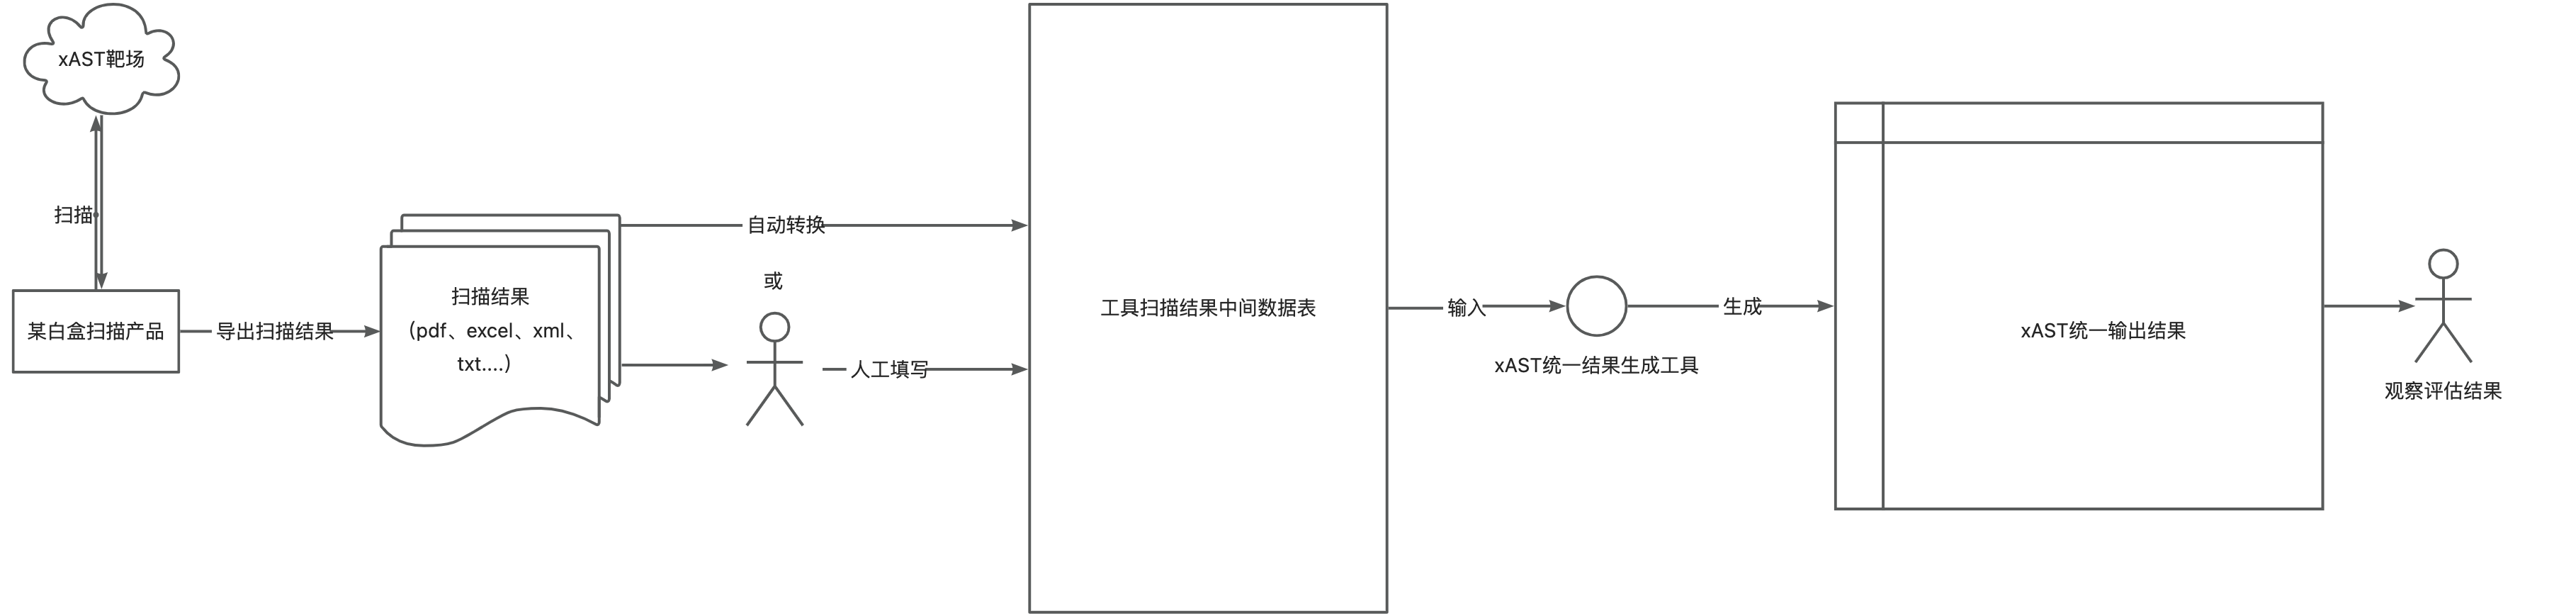 xAST靶场
扫描
某白盒扫描产品
导出扫描结果
扫描结果
（pdf、excel、xml、
txt....）
自动转换
或
人工填写
工具扫描结果中间数据表
输入
xAST统一结果生成工具
生成
xAST统一输出结果
观察评估结果